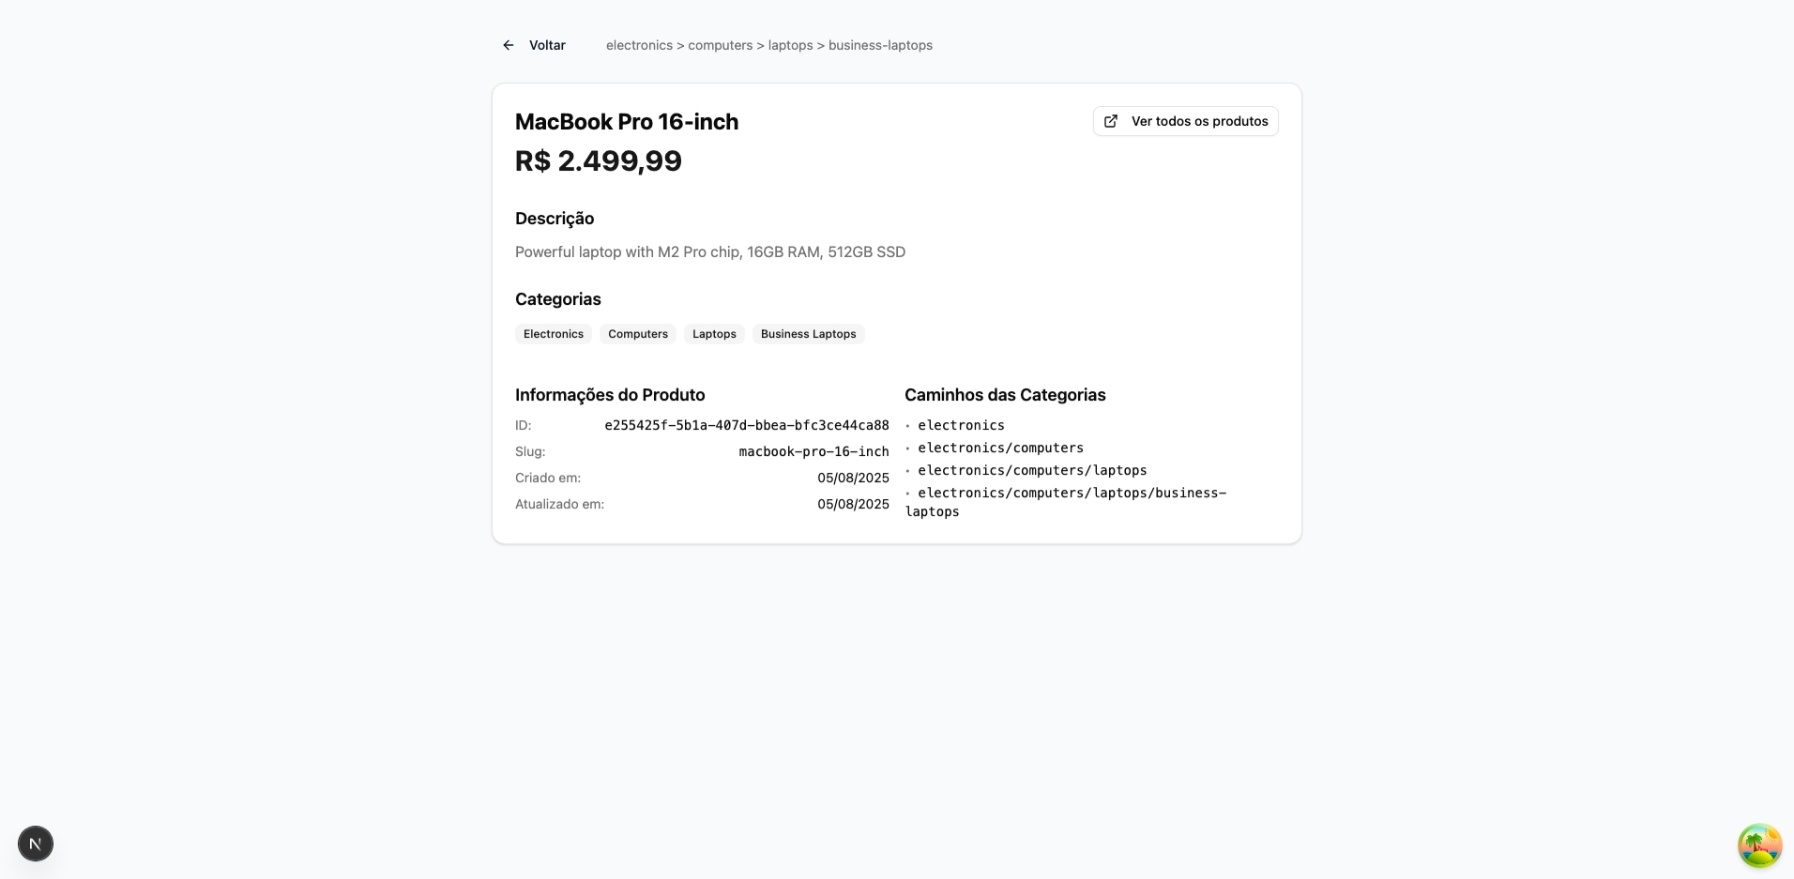 Voltar
electronics > computers > laptops > business-laptops
MacBook Pro 16-inch
Ver todos os produtos
R$ 2.499,99
Descrição
Powerful laptop with M2 Pro chip, 16GB RAM, 512GB SSD
Categorias
Electronics Computers Laptops Business Laptops
Informações do Produto
ID: e255425f-5b1a-407d-bbea-bfc3ce44ca88
Slug: macbook-pro-16-inch
Criado em: 05/08/2025
Atualizado em: 05/08/2025
Caminhos das Categorias
• electronics
• electronics/computers
• electronics/computers/laptops
• electronics/computers/laptops/business-
laptops
N